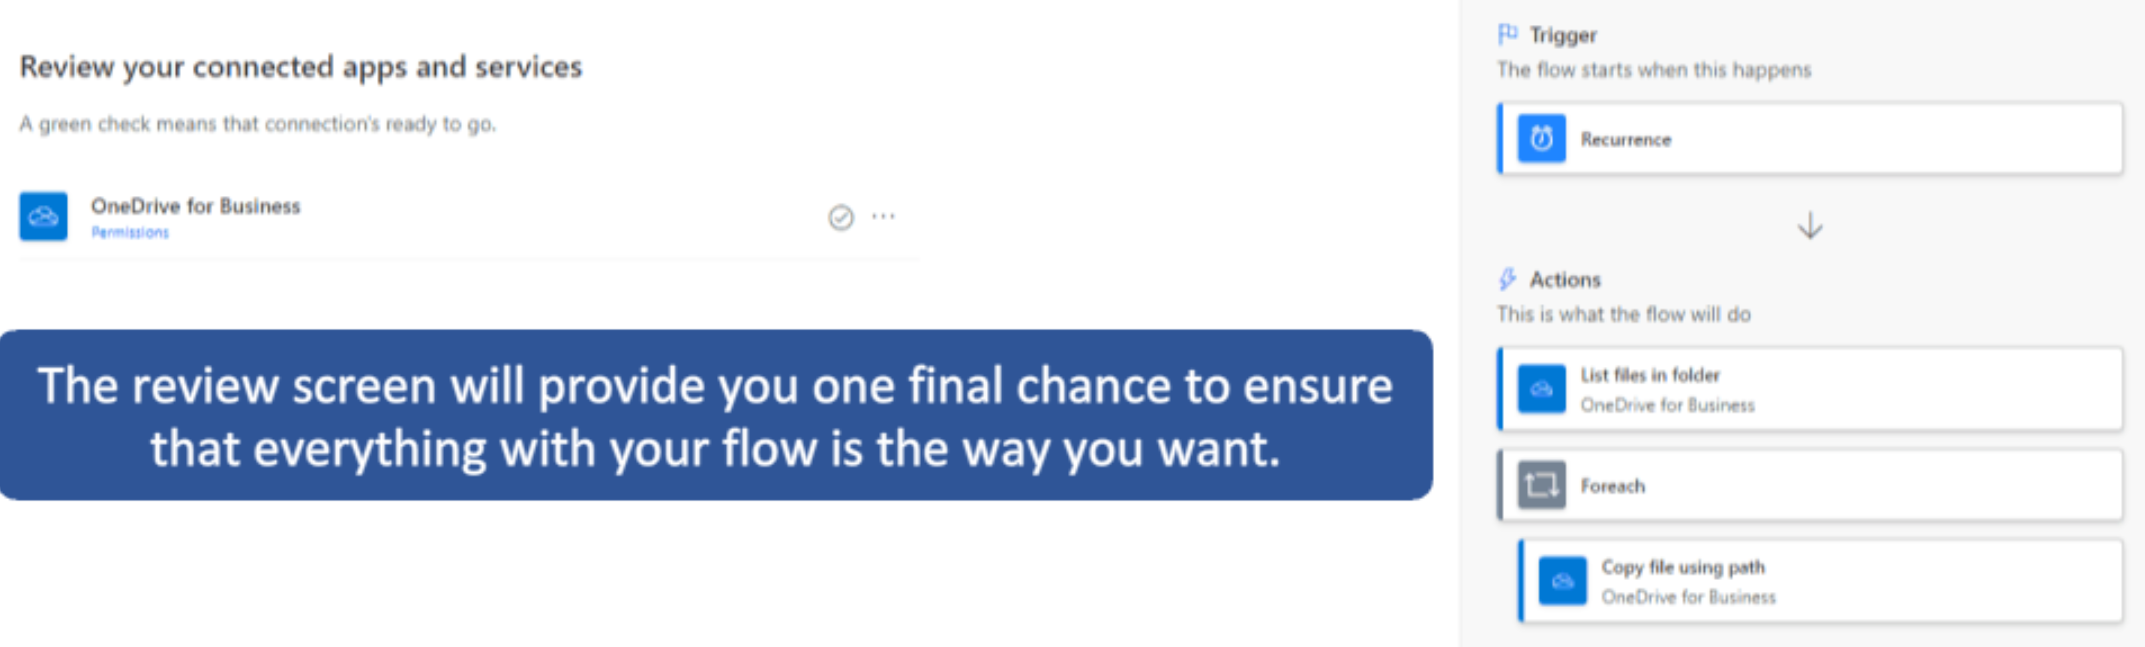 Review your connected apps and services
A green check means that connection's ready to go.
OneDrive for Business
Permissions
The review screen will provide you one final chance to ensure
that everything with your flow is the way you want.
Trigger
The flow starts when this happens
Recurrence
Actions
This is what the flow will do
List files in folder
OneDrive for Business
Foreach
Copy file using path
OneDrive for Business